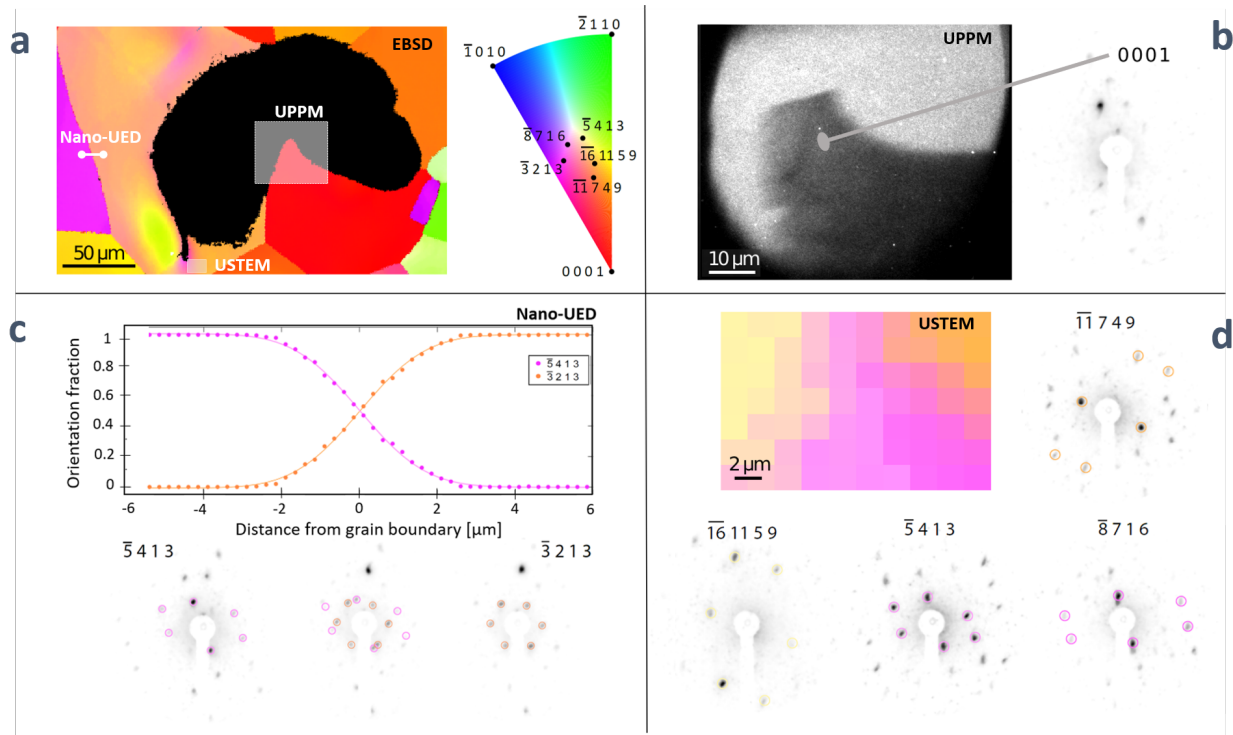 a
EBSD
UPPM
Nano-UED
50 µm
USTEM
2̅ 1 1 0
1̅ 0 1 0
5̅ 4 1 3
8̅ 7 1 6
1̅6̅ 11 5 9
3̅ 2 1 3
1̅1̅ 7 4 9
0 0 0 1
b
UPPM
0 0 0 1
10 µm
c
Nano-UED
Orientation fraction
1
0.8
0.6
0.4
0.2
0
5̅ 4 1 3
3̅ 2 1 3
-4 -2 0 2 4 6
Distance from grain boundary [µm]
5̅ 4 1 3
3̅ 2 1 3
d
USTEM
2 µm
1̅1̅ 7 4 9
1̅6̅ 11 5 9
5̅ 4 1 3
8̅ 7 1 6